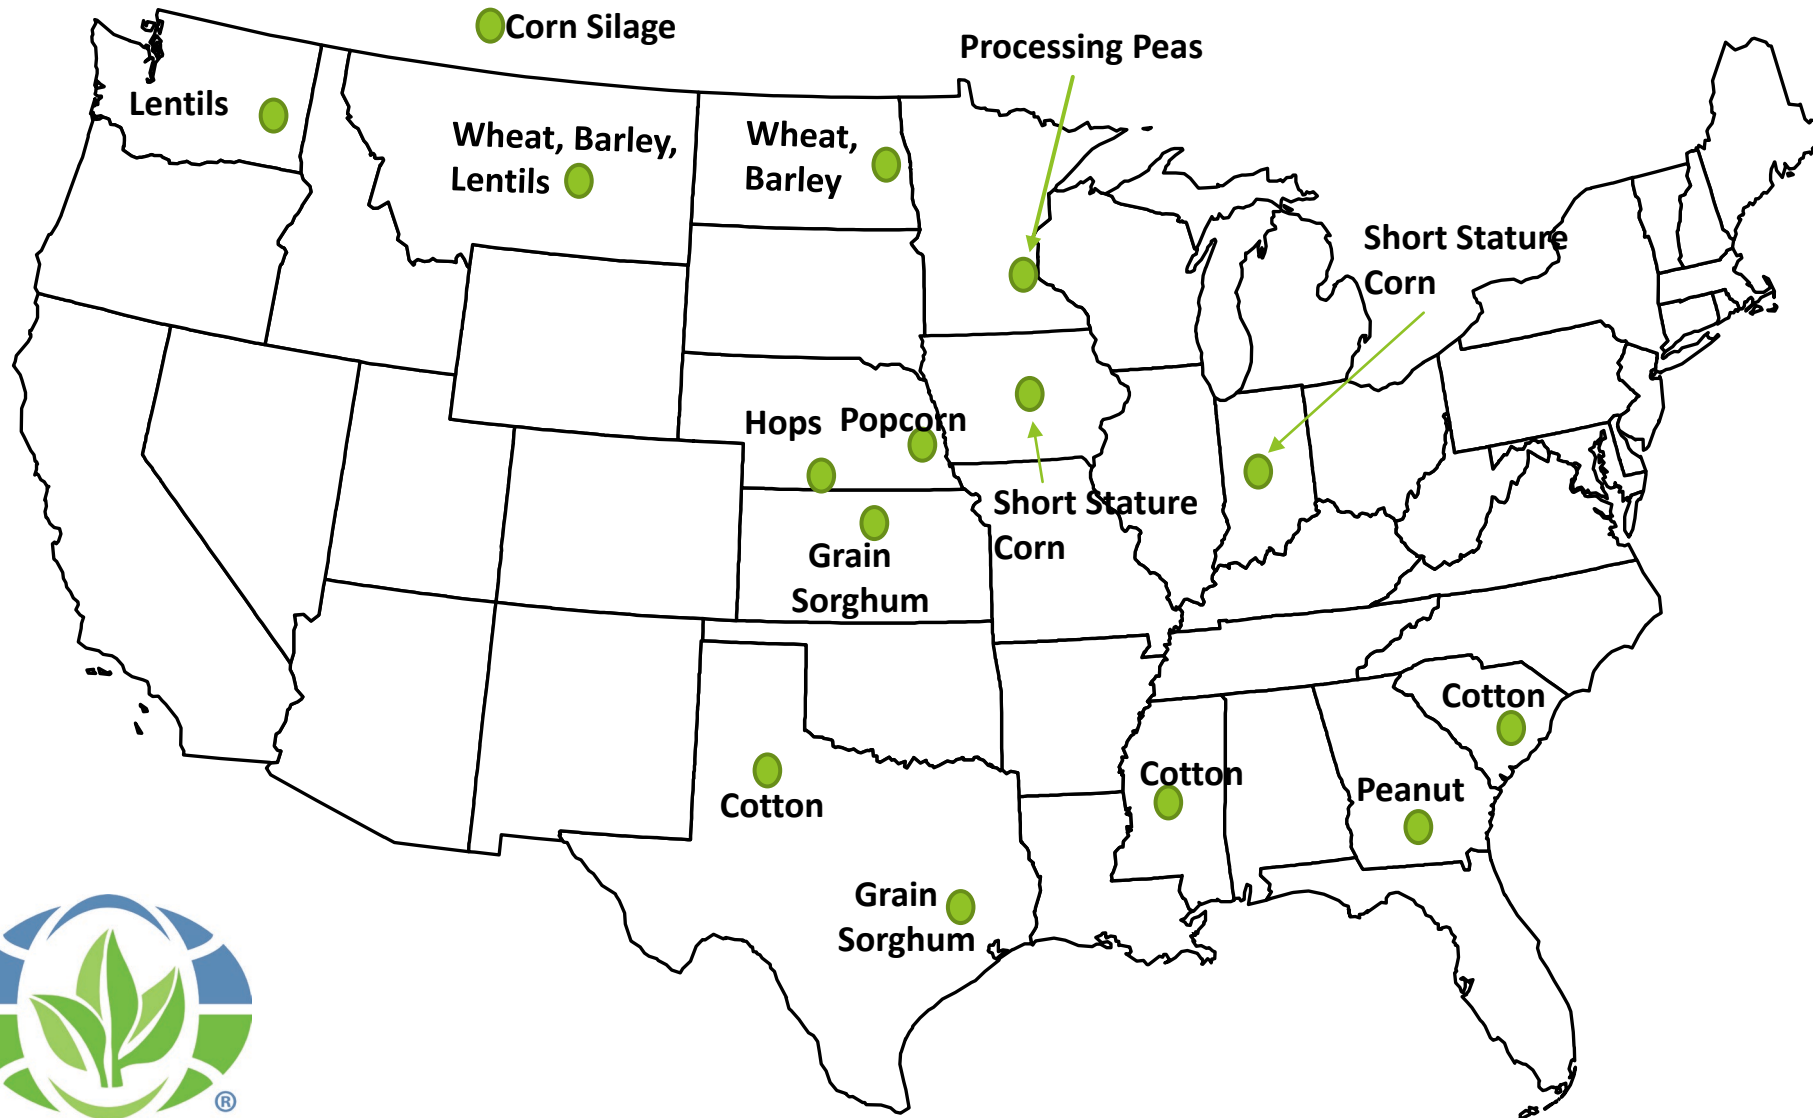 Corn Silage
Processing Peas
Lentils
Wheat, Barley,
Lentils
Wheat,
Barley
Short Stature
Corn
Hops
Popcorn
Short Stature
Corn
Grain
Sorghum
Cotton
Cotton
Cotton
Peanut
Grain
Sorghum
®